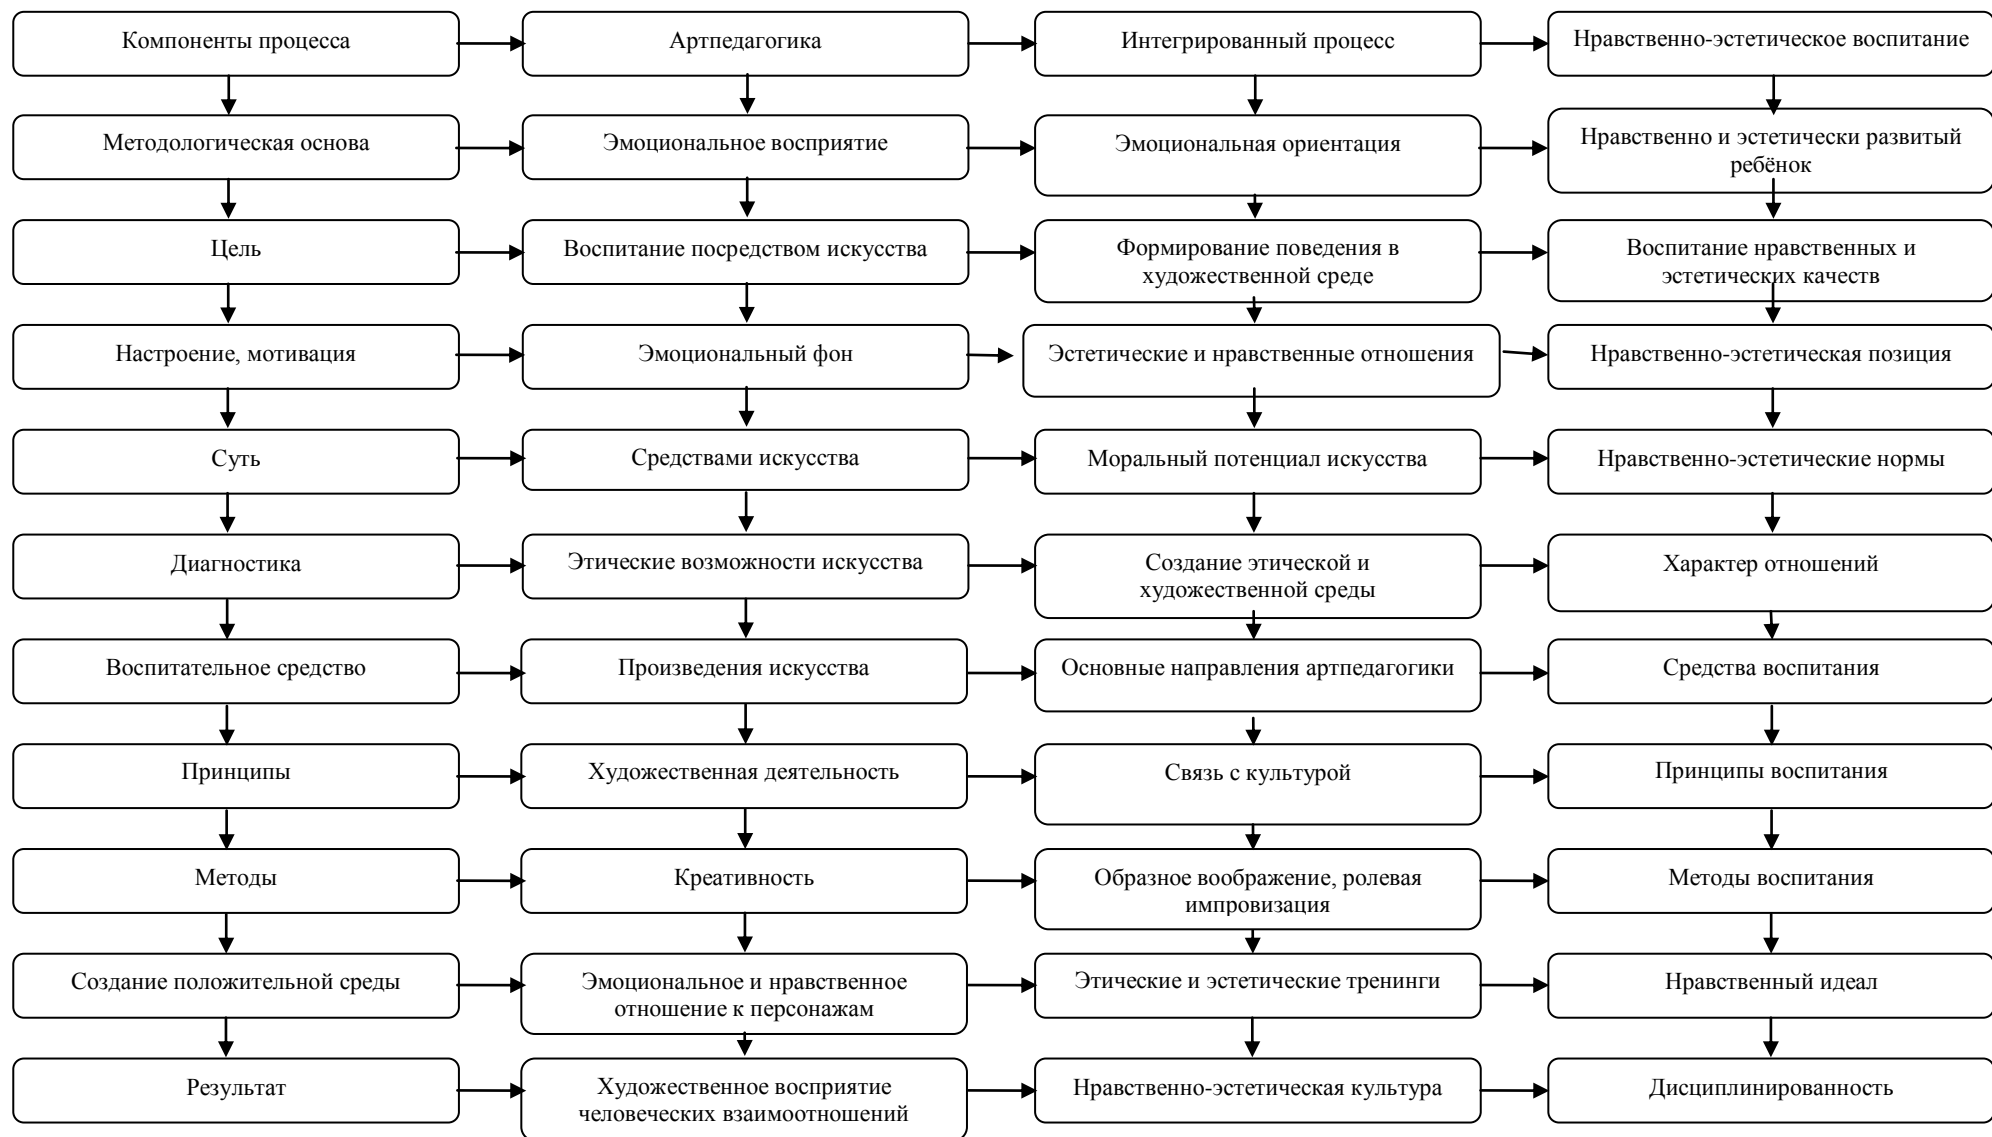 Компоненты процесса
Артпедагогика
Интегрированный процесс
Нравственно-эстетическое воспитание
Методологическая основа
Эмоциональное восприятие
Эмоциональная ориентация
Нравственно и эстетически развитый
ребёнок
Цель
Воспитание посредством искусства
Формирование поведения в
художественной среде
Воспитание нравственных и
эстетических качеств
Настроение, мотивация
Эмоциональный фон
Эстетические и нравственные отношения
Нравственно-эстетическая позиция
Суть
Средствами искусства
Моральный потенциал искусства
Нравственно-эстетические нормы
Диагностика
Этические возможности искусства
Создание этической и
художественной среды
Характер отношений
Воспитательное средство
Произведения искусства
Основные направления артпедагогики
Средства воспитания
Принципы
Художественная деятельность
Связь с культурой
Принципы воспитания
Методы
Креативность
Образное воображение, ролевая
импровизация
Методы воспитания
Создание положительной среды
Эмоциональное и нравственное
отношение к персонажам
Этические и эстетические тренинги
Нравственный идеал
Результат
Художественное восприятие
человеческих взаимоотношений
Нравственно-эстетическая культура
Дисциплинированность